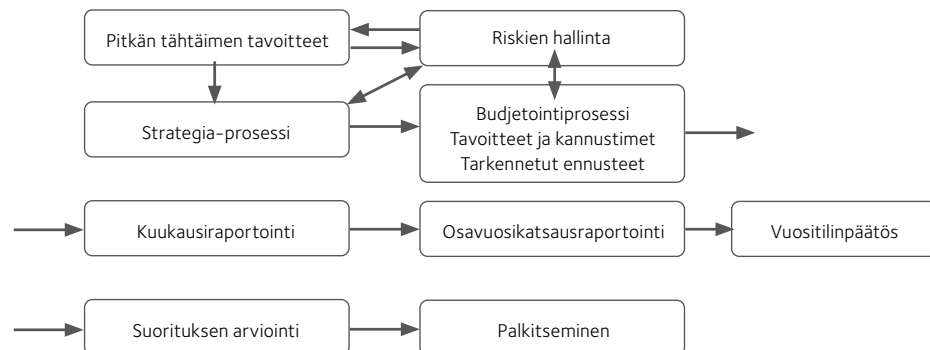 Pitkän tähtäimen tavoitteet
Riskien hallinta
Strategia-prosessi
Budjetointiprosessi
Tavoitteet ja kannustimet
Tarkennetut ennusteet
Kuukausiraportointi
Osavuosikatsausraportointi
Vuositilinpäätös
Suorituksen arviointi
Palkitseminen